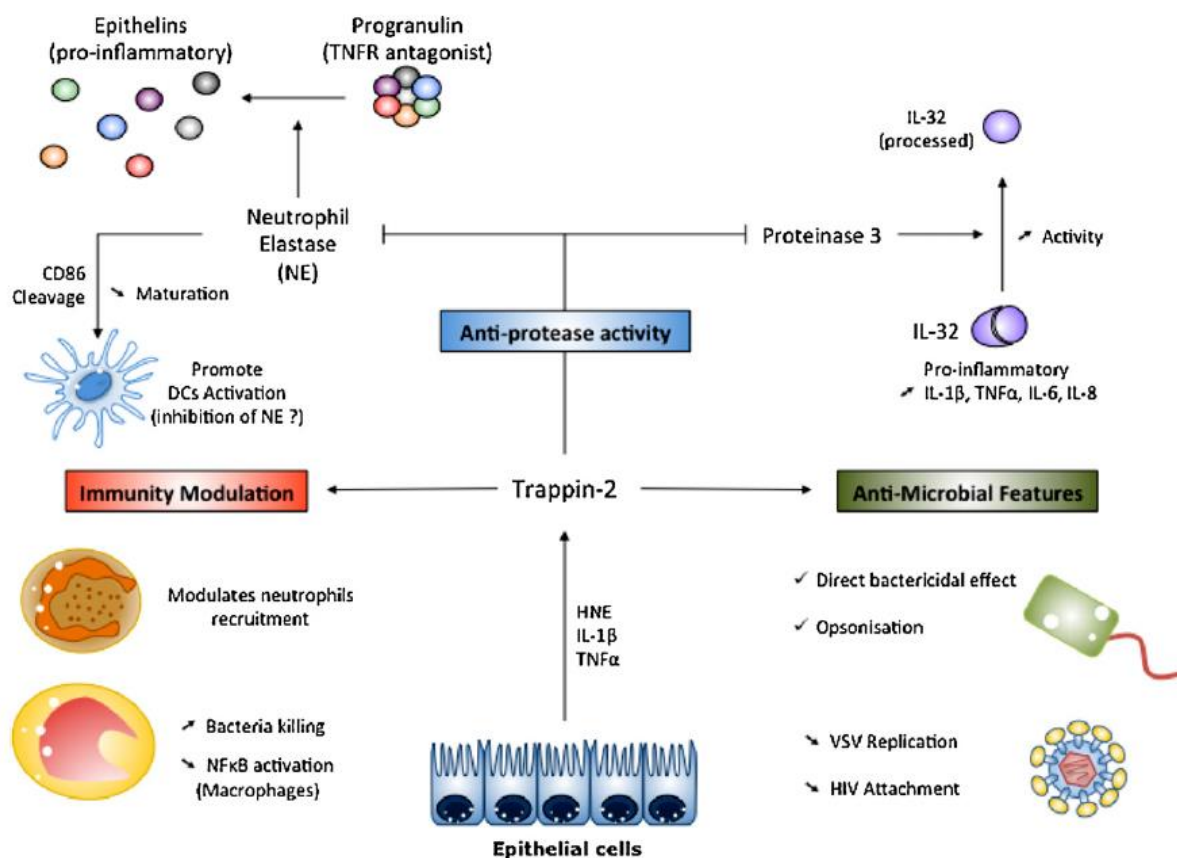 Epithelins
(pro-inflammatory)
Progranulin
(TNFR antagonist)
IL-32
(processed)
Neutrophil
Elastase
(NE)
Proteinase 3
Activity
CD86
Cleavage
Maturation
Anti-protease activity
IL-32
Promote
DCs Activation
(inhibition of NE ?)
Pro-inflammatory
IL-1β, TNFα, IL-6, IL-8
Immunity Modulation
Trappin-2
Anti-Microbial Features
Modulates neutrophils
recruitment
HNE
IL-1β
TNFα
✓ Direct bactericidal effect
✓ Opsonisation
Bacteria killing
NFκB activation
(Macrophages)
VSV Replication
HIV Attachment
Epithelial cells